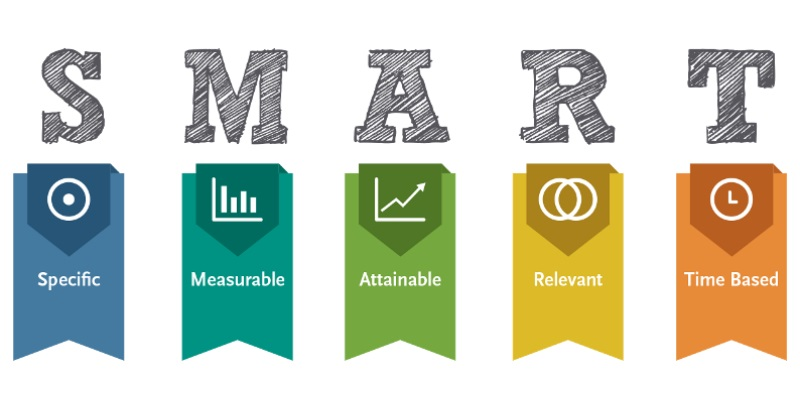 S M A R T
Specific Measurable Attainable Relevant Time Based